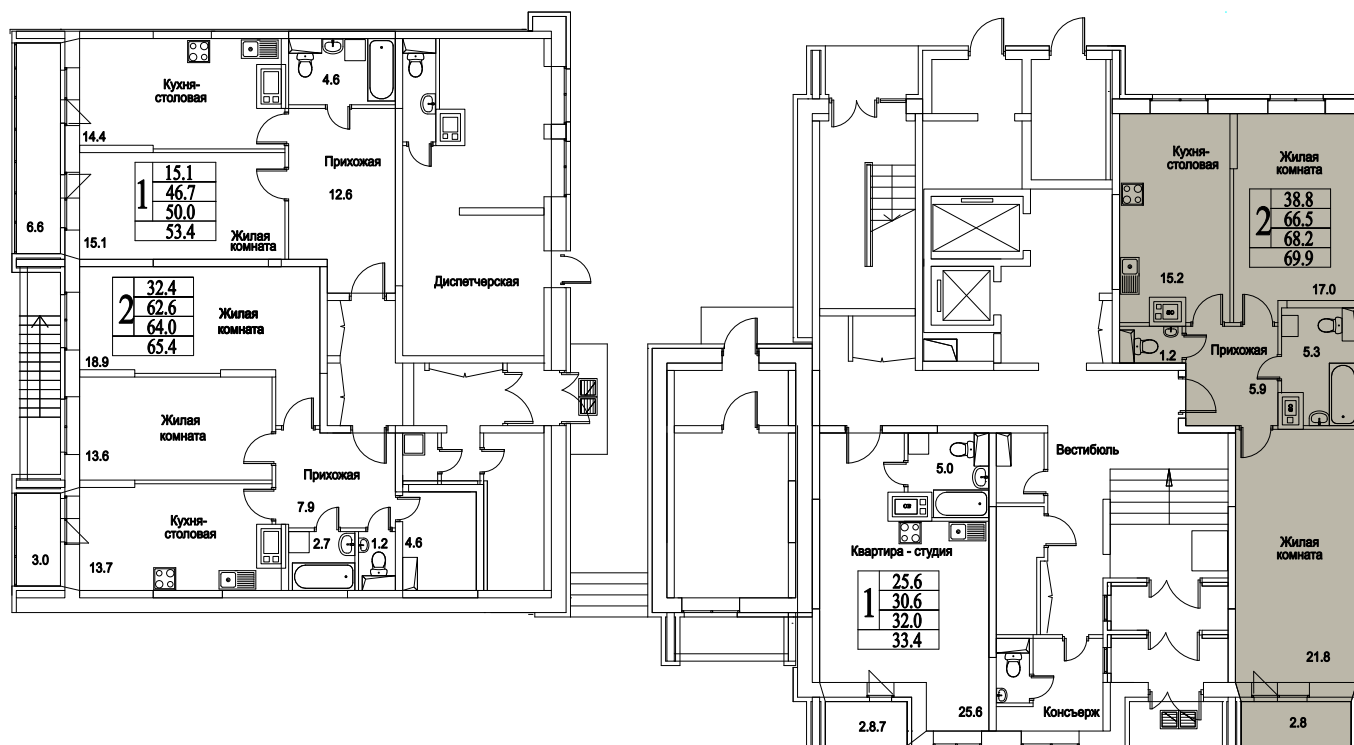 Кухня-
столовая
14.4
4.6
Прихожая
12.6
1
15.1
46.7
50.0
53.4
6.6
15.1
Жилая
комната
Диспетчерская
2
32.4
62.6
64.0
65.4
Жилая
комната
18.9
Жилая
комната
13.6
Прихожая
7.9
Кухня-
столовая
3.0
13.7
2.7
1.2
4.6
Кухня-
столовая
15.2
Жилая
комната
2
38.8
66.5
68.2
69.9
17.0
1.2
Прихожая
5.9
5.3
Вестибюль
5.0
Квартира - студия
1
25.6
30.6
32.0
33.4
25.6
2.8.7
Консъерж
Жилая
комната
21.8
2.8